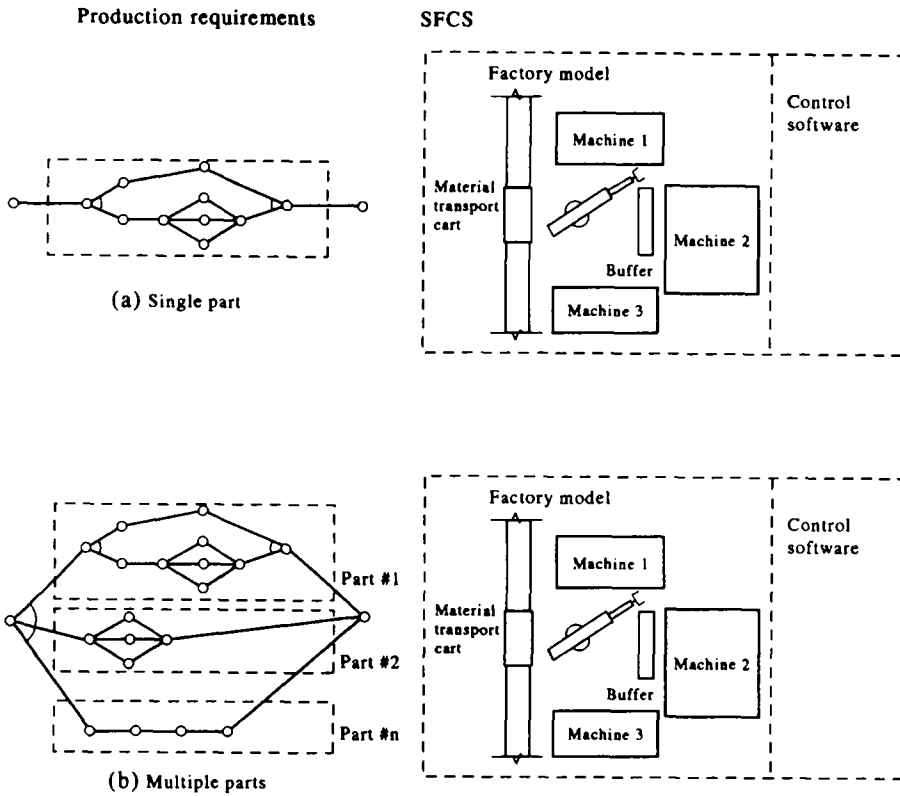 Production requirements
SFCS
Factory model
Machine 1
Control
software
Material
transport
cart
Machine 2
Buffer
Machine 3
(a) Single part
Factory model
Machine 1
Control
software
Part #1
Material
transport
cart
Machine 2
Part #2
Buffer
Machine 3
Part #n
(b) Multiple parts